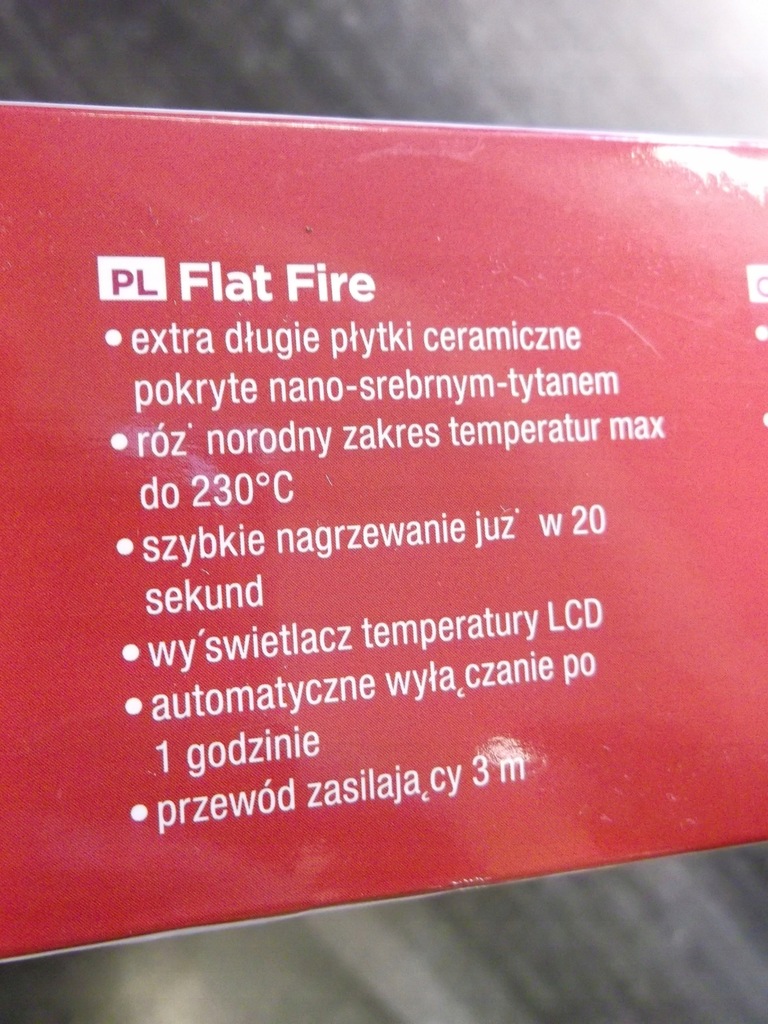 PL Flat Fire
• extra długie płytki ceramiczne
pokryte nano-srebrnym-tytanem
• róz˙ norodny zakres temperatur max
do 230°C
• szybkie nagrzewanie juz˙ w 20
sekund
• wy´swietlacz temperatury LCD
• automatyczne wyła˛czanie po
1 godzinie
• przewód zasilaja˛cy 3 m